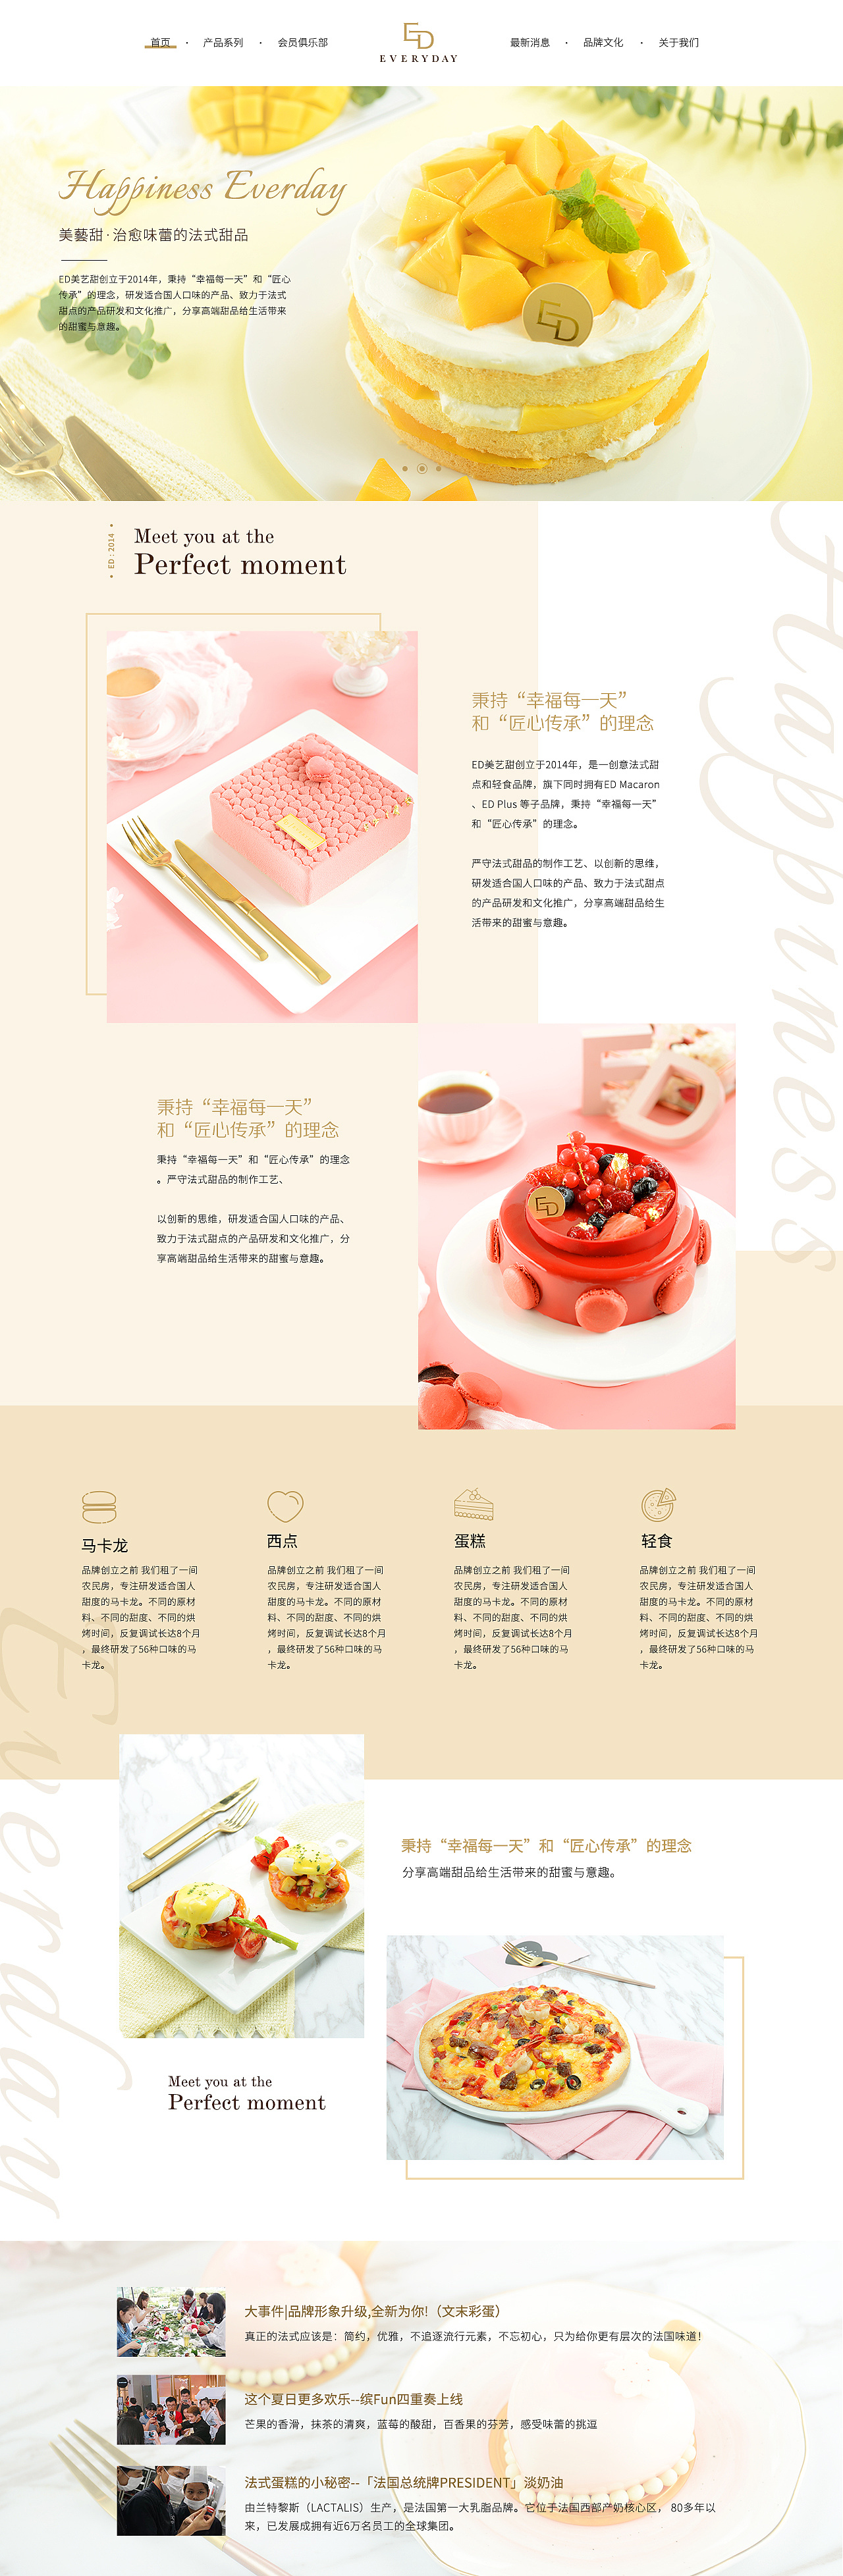 首页 · 产品系列 · 会员俱乐部
ED
EVERYDAY
最新消息 · 品牌文化 · 关于我们
Happiness Everday
美藝甜·治愈味蕾的法式甜品
ED美艺甜创立于2014年，秉持“幸福每一天”和“匠心
传承”的理念，研发适合国人口味的产品、致力于法式
甜点的产品研发和文化推广，分享高端甜品给生活带来
的甜蜜与意趣。
ED
ED : 2014
Meet you at the
Perfect moment
Happiness
秉持“幸福每一天”
和“匠心传承”的理念
ED美艺甜创立于2014年，是一创意法式甜
点和轻食品牌，旗下同时拥有ED Macaron
、ED Plus 等子品牌，秉持“幸福每一天”
和“匠心传承”的理念。
严守法式甜品的制作工艺、以创新的思维，
研发适合国人口味的产品、致力于法式甜点
的产品研发和文化推广，分享高端甜品给生
活带来的甜蜜与意趣。
秉持“幸福每一天”
和“匠心传承”的理念
秉持“幸福每一天”和“匠心传承”的理念
。严守法式甜品的制作工艺、
以创新的思维，研发适合国人口味的产品、
致力于法式甜点的产品研发和文化推广，分
享高端甜品给生活带来的甜蜜与意趣。
ED
ED
马卡龙
品牌创立之前 我们租了一间
农民房，专注研发适合国人
甜度的马卡龙。不同的原材
料、不同的甜度、不同的烘
烤时间，反复调试长达8个月
，最终研发了56种口味的马
卡龙。
西点
品牌创立之前 我们租了一间
农民房，专注研发适合国人
甜度的马卡龙。不同的原材
料、不同的甜度、不同的烘
烤时间，反复调试长达8个月
，最终研发了56种口味的马
卡龙。
蛋糕
品牌创立之前 我们租了一间
农民房，专注研发适合国人
甜度的马卡龙。不同的原材
料、不同的甜度、不同的烘
烤时间，反复调试长达8个月
，最终研发了56种口味的马
卡龙。
轻食
品牌创立之前 我们租了一间
农民房，专注研发适合国人
甜度的马卡龙。不同的原材
料、不同的甜度、不同的烘
烤时间，反复调试长达8个月
，最终研发了56种口味的马
卡龙。
Everday
秉持“幸福每一天”和“匠心传承”的理念
分享高端甜品给生活带来的甜蜜与意趣。
Meet you at the
Perfect moment
大事件|品牌形象升级,全新为你!（文末彩蛋）
真正的法式应该是：简约，优雅，不追逐流行元素，不忘初心，只为给你更有层次的法国味道！
这个夏日更多欢乐--缤Fun四重奏上线
芒果的香滑，抹茶的清爽，蓝莓的酸甜，百香果的芬芳，感受味蕾的挑逗
法式蛋糕的小秘密--「法国总统牌PRESIDENT」淡奶油
由兰特黎斯（LACTALIS）生产，是法国第一大乳脂品牌。它位于法国西部产奶核心区， 80多年以
来，已发展成拥有近6万名员工的全球集团。